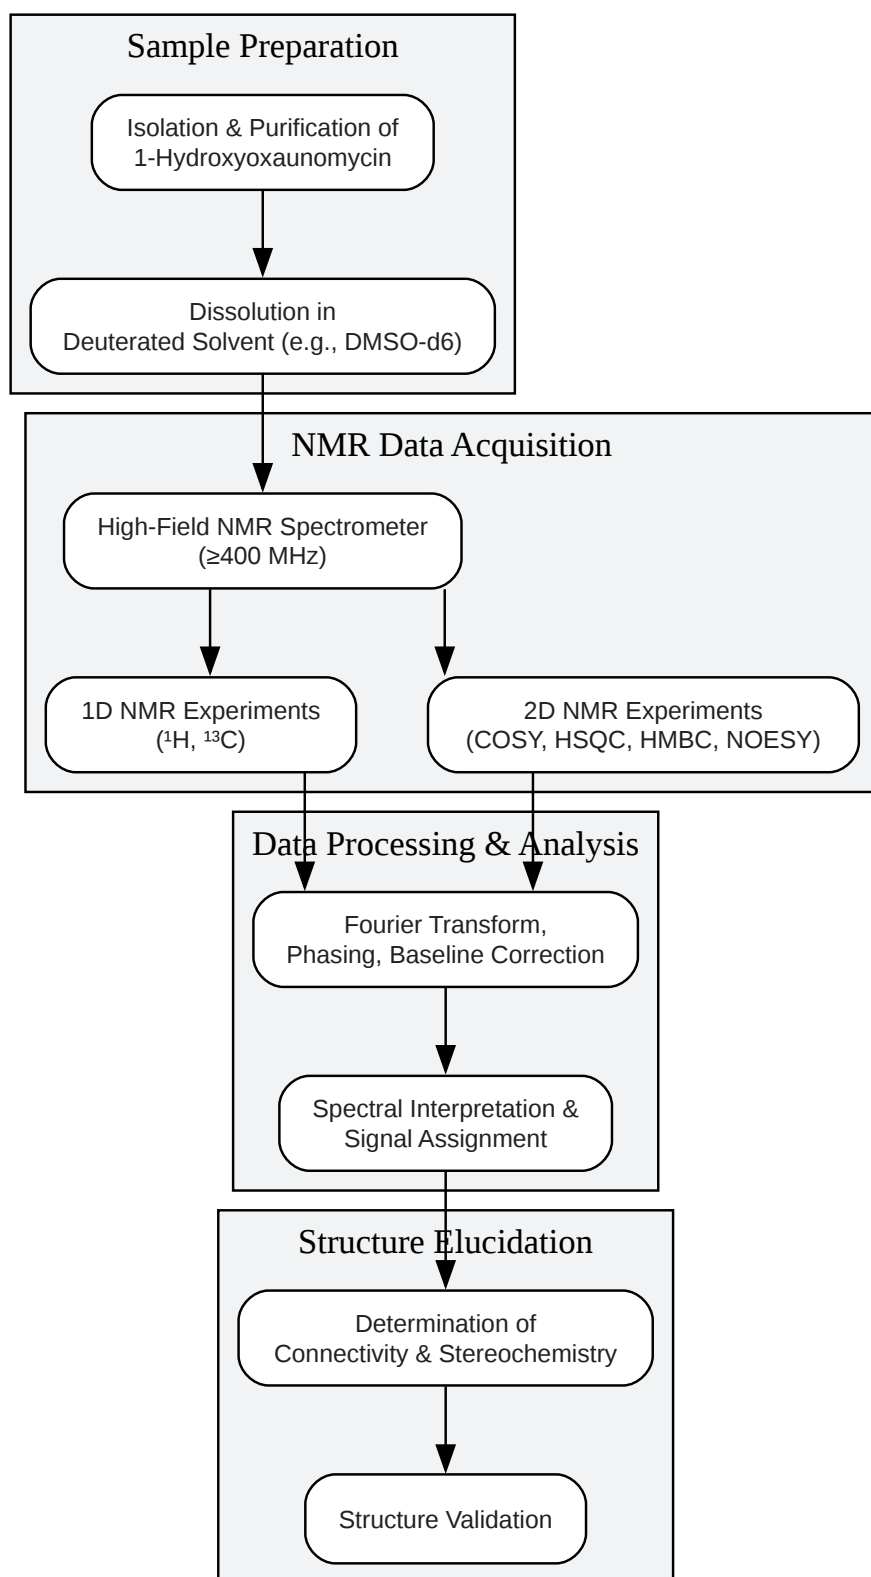 Sample Preparation
Isolation & Purification of
1-Hydroxyoxaunomycin
Dissolution in
Deuterated Solvent (e.g., DMSO-d6)
NMR Data Acquisition
High-Field NMR Spectrometer
(≥400 MHz)
1D NMR Experiments
(¹H, ¹³C)
2D NMR Experiments
(COSY, HSQC, HMBC, NOESY)
Data Processing & Analysis
Fourier Transform,
Phasing, Baseline Correction
Spectral Interpretation &
Signal Assignment
Structure Elucidation
Determination of
Connectivity & Stereochemistry
Structure Validation